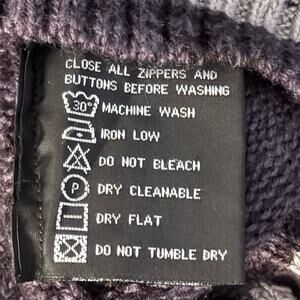 CLOSE ALL ZIPPERS AND
BUTTONS BEFORE WASHING
30° MACHINE WASH
IRON LOW
DO NOT BLEACH
P DRY CLEANABLE
DRY FLAT
DO NOT TUMBLE DRY